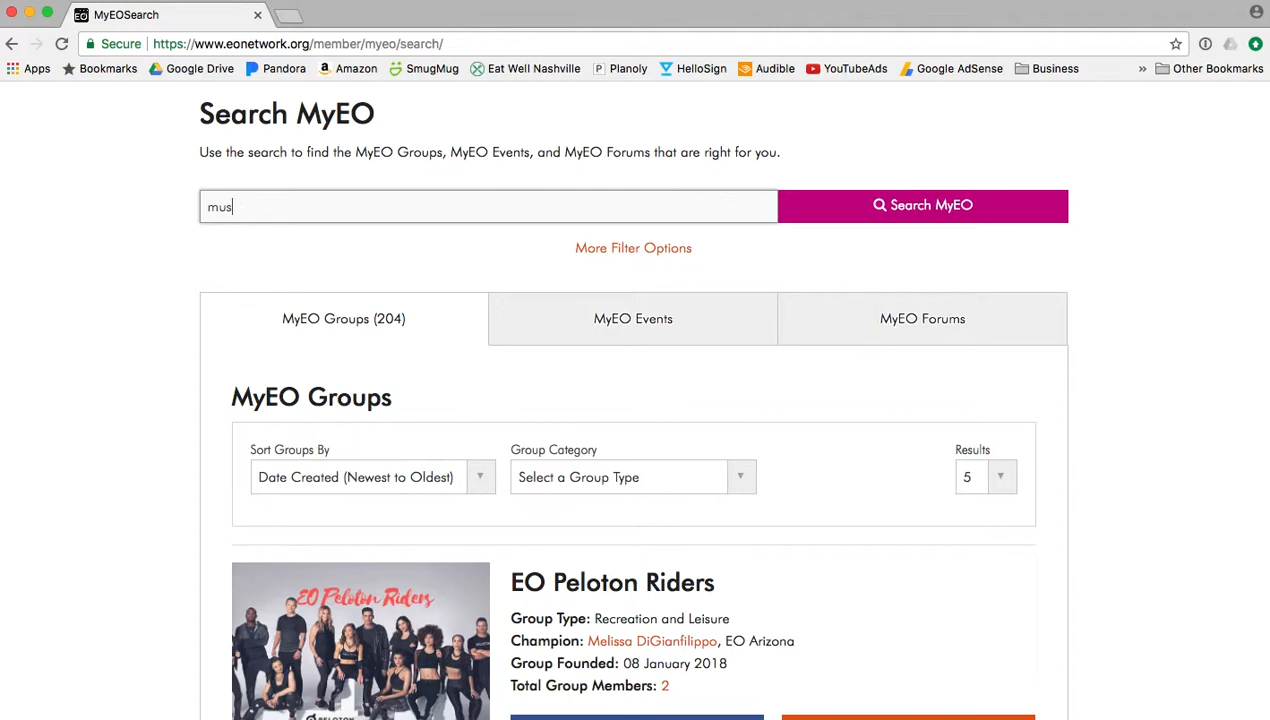 MyEOSearch
Secure https://www.eonetwork.org/member/myeo/search/
Apps Bookmarks Google Drive Pandora Amazon SmugMug Eat Well Nashville Planoly HelloSign Audible YouTubeAds Google AdSense Business » Other Bookmarks
Search MyEO
Use the search to find the MyEO Groups, MyEO Events, and MyEO Forums that are right for you.
mus Search MyEO
More Filter Options
MyEO Groups (204) MyEO Events MyEO Forums
MyEO Groups
Sort Groups By Group Category Results
Date Created (Newest to Oldest) Select a Group Type 5
EO Peloton Riders
EO Peloton Riders
Group Type: Recreation and Leisure
Champion: Melissa DiGianfilippo, EO Arizona
Group Founded: 08 January 2018
Total Group Members: 2
PELOTON